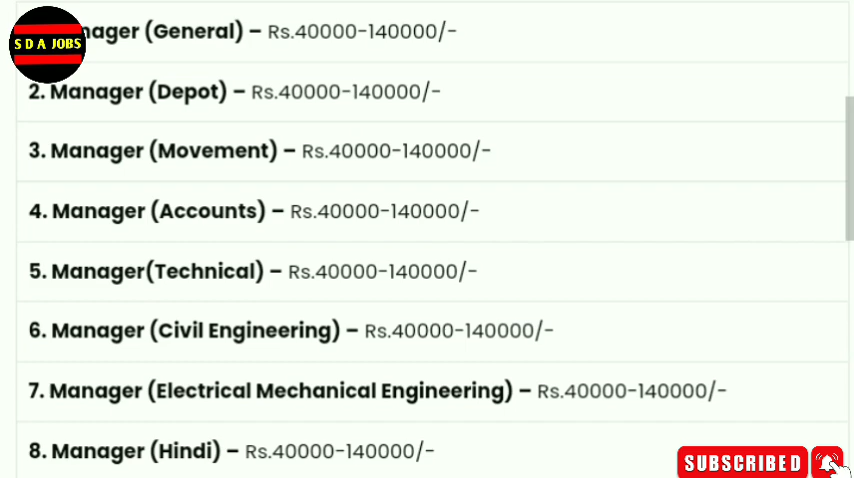 S D A JOBS
nager (General) – Rs.40000-140000/-
2. Manager (Depot) – Rs.40000-140000/-
3. Manager (Movement) – Rs.40000-140000/-
4. Manager (Accounts) – Rs.40000-140000/-
5. Manager(Technical) – Rs.40000-140000/-
6. Manager (Civil Engineering) – Rs.40000-140000/-
7. Manager (Electrical Mechanical Engineering) – Rs.40000-140000/-
8. Manager (Hindi) – Rs.40000-140000/-
SUBSCRIBED